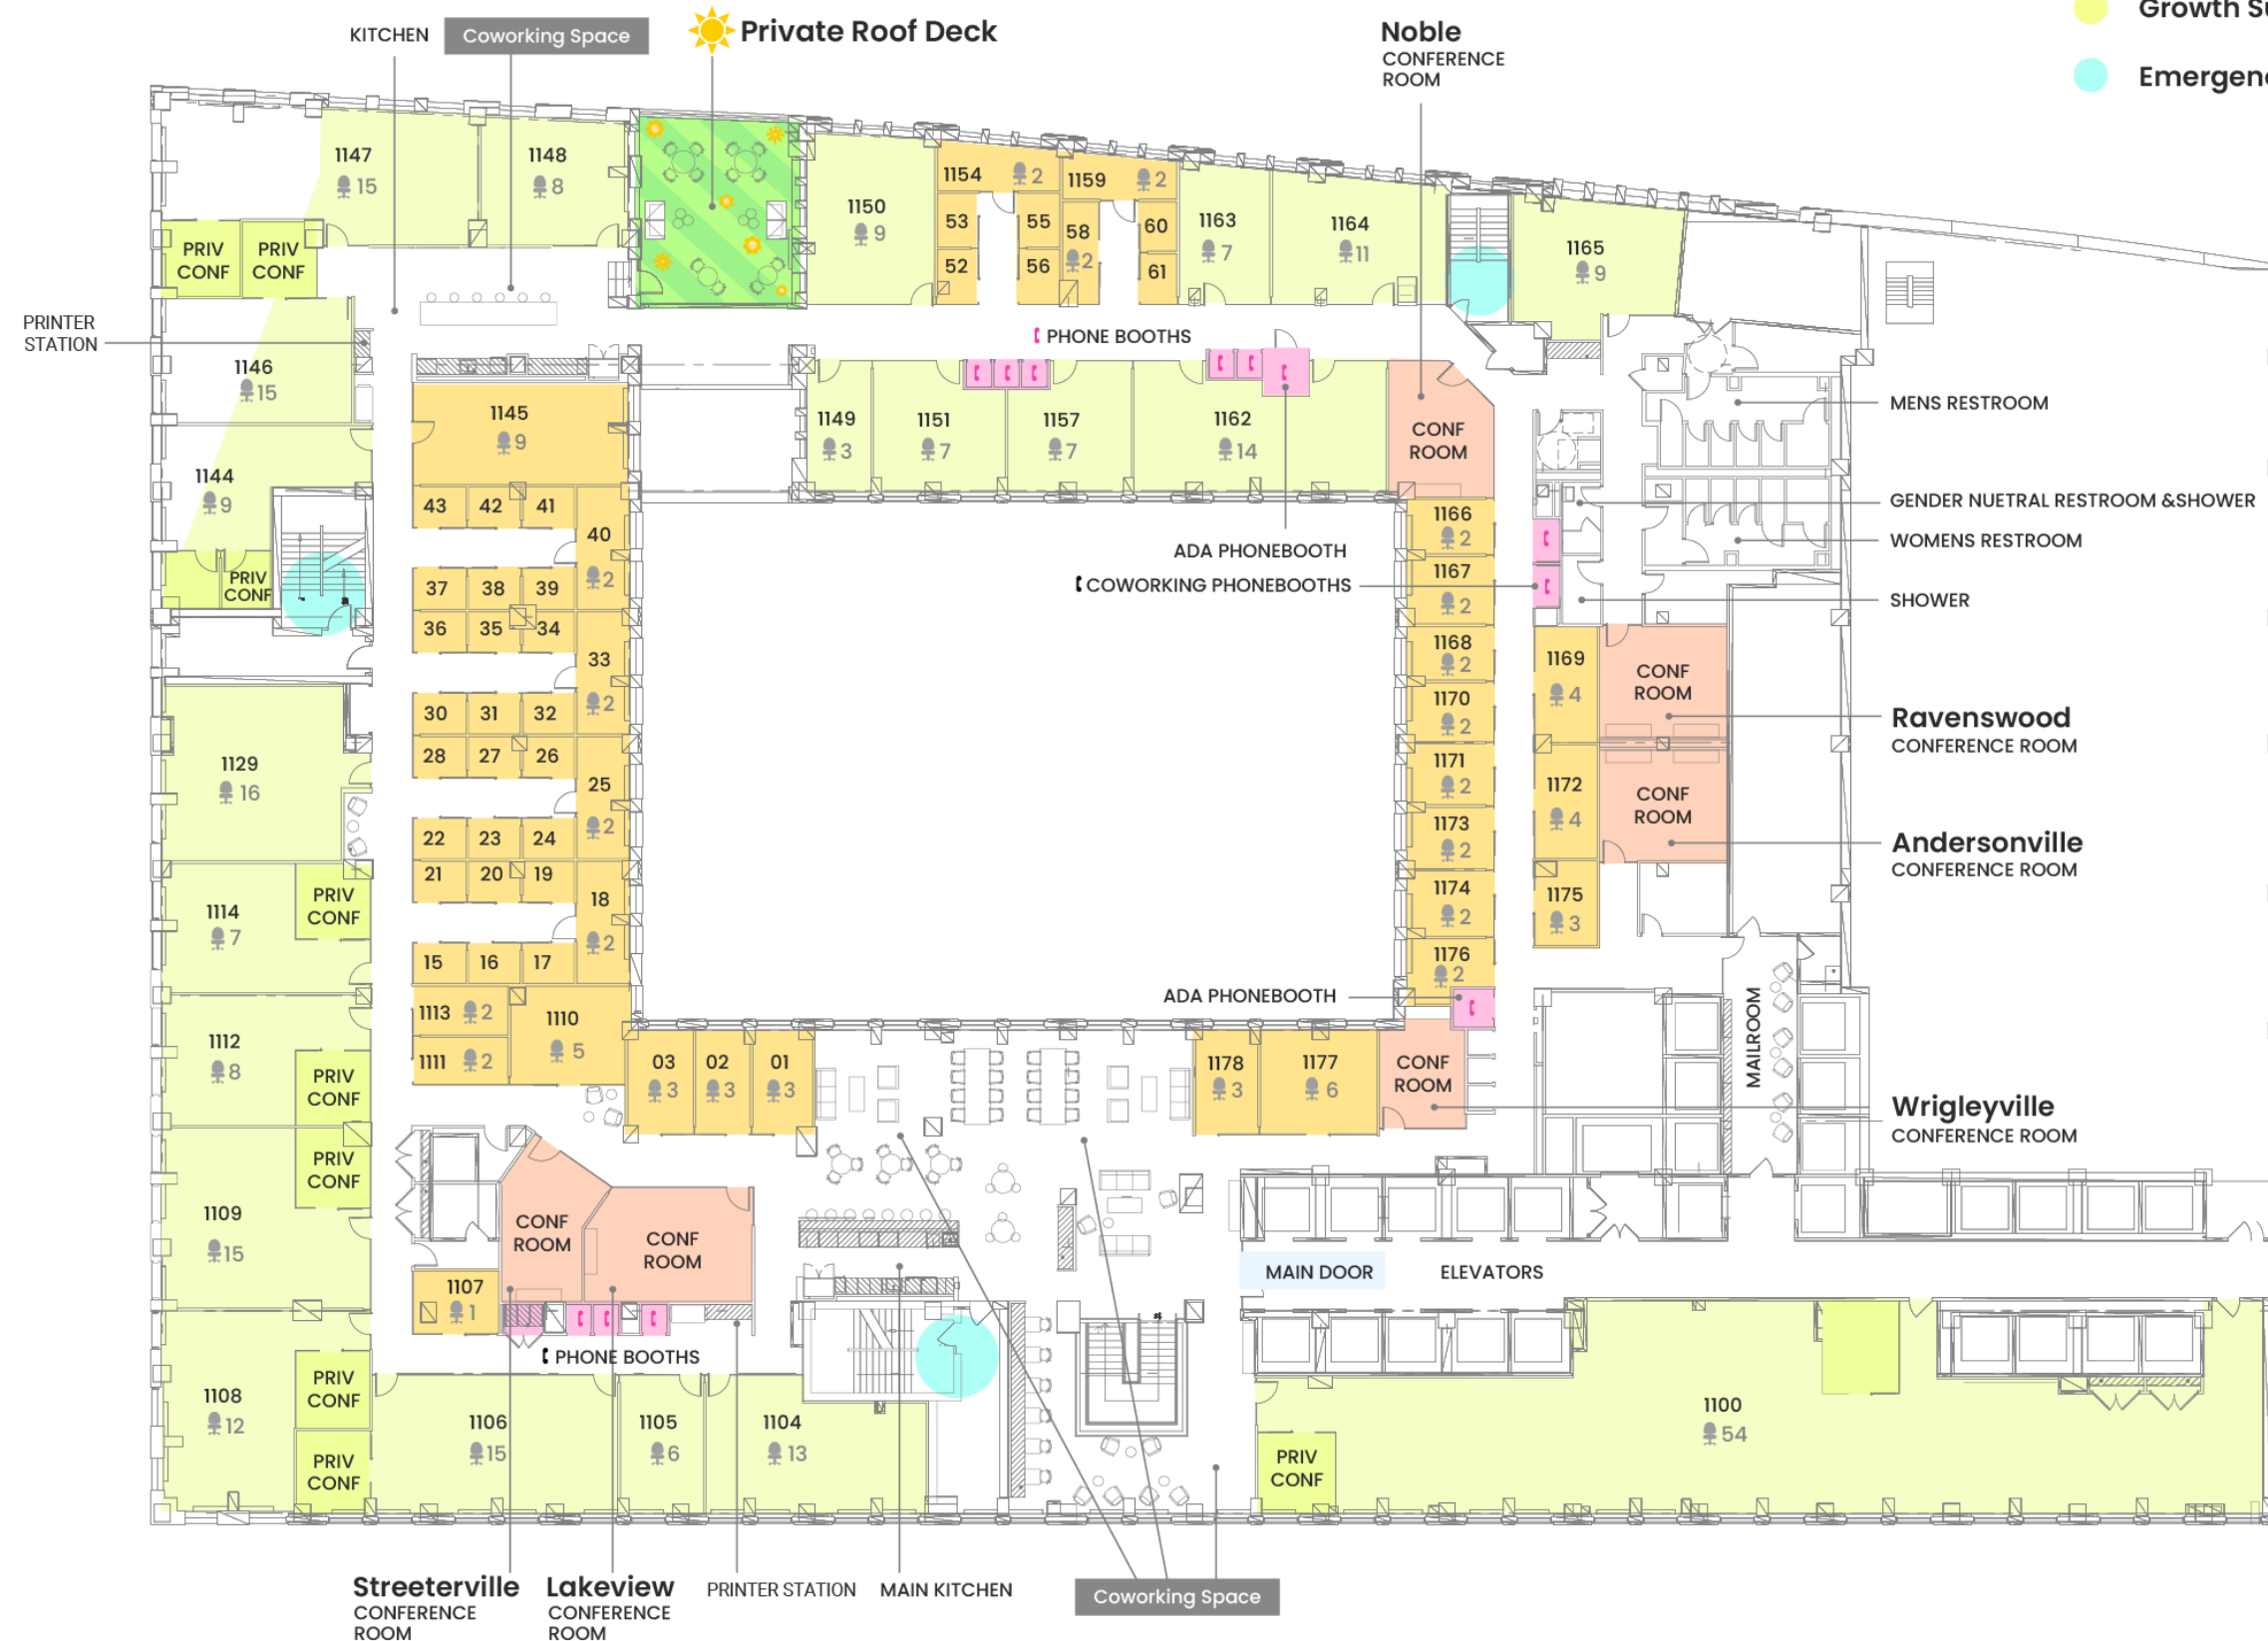 Growth Su
Emergenc
KITCHEN
Coworking Space
Private Roof Deck
Noble
CONFERENCE
ROOM
1147
15
1148
8
1150
9
1154
2
1159
2
53
55
58
2
60
52
56
61
1163
7
1164
11
1165
9
PRIV
CONF
PRIV
CONF
PRINTER
STATION
PHONE BOOTHS
1146
15
1145
9
1149
3
1151
7
1157
7
1162
14
CONF
ROOM
MENS RESTROOM
1144
9
43
42
41
40
2
1166
2
GENDER NUETRAL RESTROOM &SHOWER
WOMENS RESTROOM
ADA PHONEBOOTH
COWORKING PHONEBOOTHS
1167
2
SHOWER
PRIV
CONF
37
38
39
36
35
34
33
2
1168
2
1169
4
CONF
ROOM
Ravenswood
CONFERENCE ROOM
30
31
32
1170
2
1129
16
28
27
26
25
2
1171
2
1172
4
CONF
ROOM
Andersonville
CONFERENCE ROOM
22
23
24
1173
2
21
20
19
18
2
1174
2
1175
3
1114
7
PRIV
CONF
15
16
17
1176
2
ADA PHONEBOOTH
MAILROOM
1113
2
1110
5
1111
2
1112
8
PRIV
CONF
03
3
02
3
01
3
1178
3
1177
6
CONF
ROOM
Wrigleyville
CONFERENCE ROOM
PRIV
CONF
1109
15
CONF
ROOM
CONF
ROOM
1107
1
MAIN DOOR
ELEVATORS
PHONE BOOTHS
1108
12
PRIV
CONF
PRIV
CONF
1106
15
1105
6
1104
13
1100
54
PRIV
CONF
Streeterville
CONFERENCE
ROOM
Lakeview
CONFERENCE
ROOM
PRINTER STATION
MAIN KITCHEN
Coworking Space